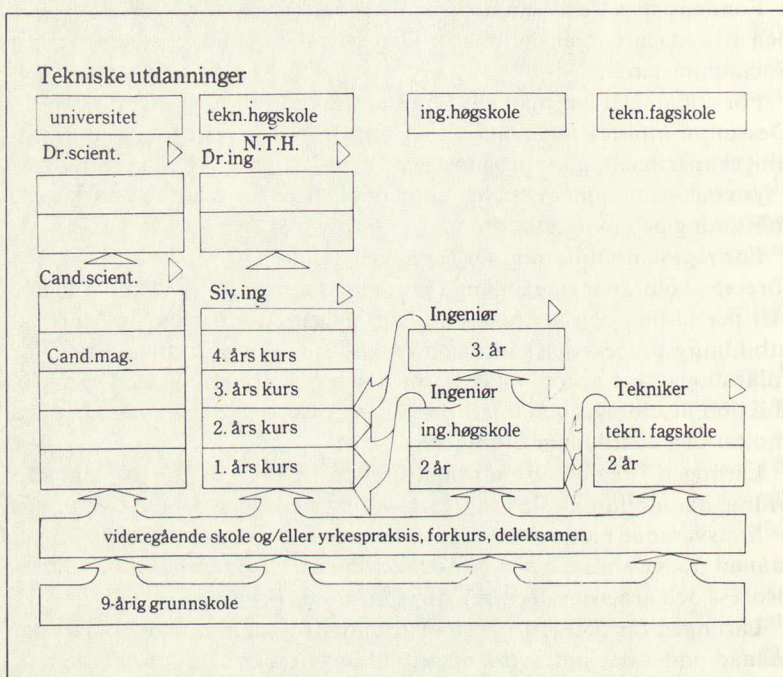 Tekniske utdanninger
universitet
tekn.høgskole
ing.høgskole
tekn.fagskole
N.T.H.
Dr.scient.
Dr.ing
Cand.scient.
Siv.ing
Ingeniør
Cand.mag.
4. års kurs
3. år
3. års kurs
Ingeniør
Tekniker
2. års kurs
ing.høgskole
tekn. fagskole
1. års kurs
2 år
2 år
videregående skole og/eller yrkespraksis, forkurs, deleksamen
9-årig grunnskole